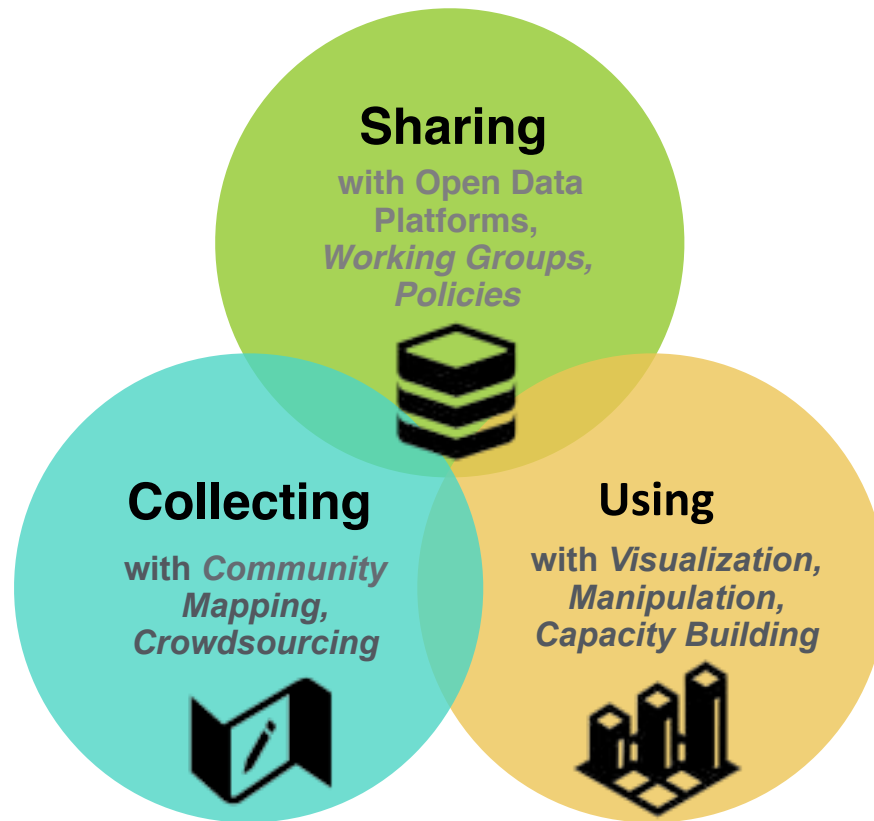 Sharing
with Open Data
Platforms,
Working Groups,
Policies
Collecting
with Community
Mapping,
Crowdsourcing
Using
with Visualization,
Manipulation,
Capacity Building